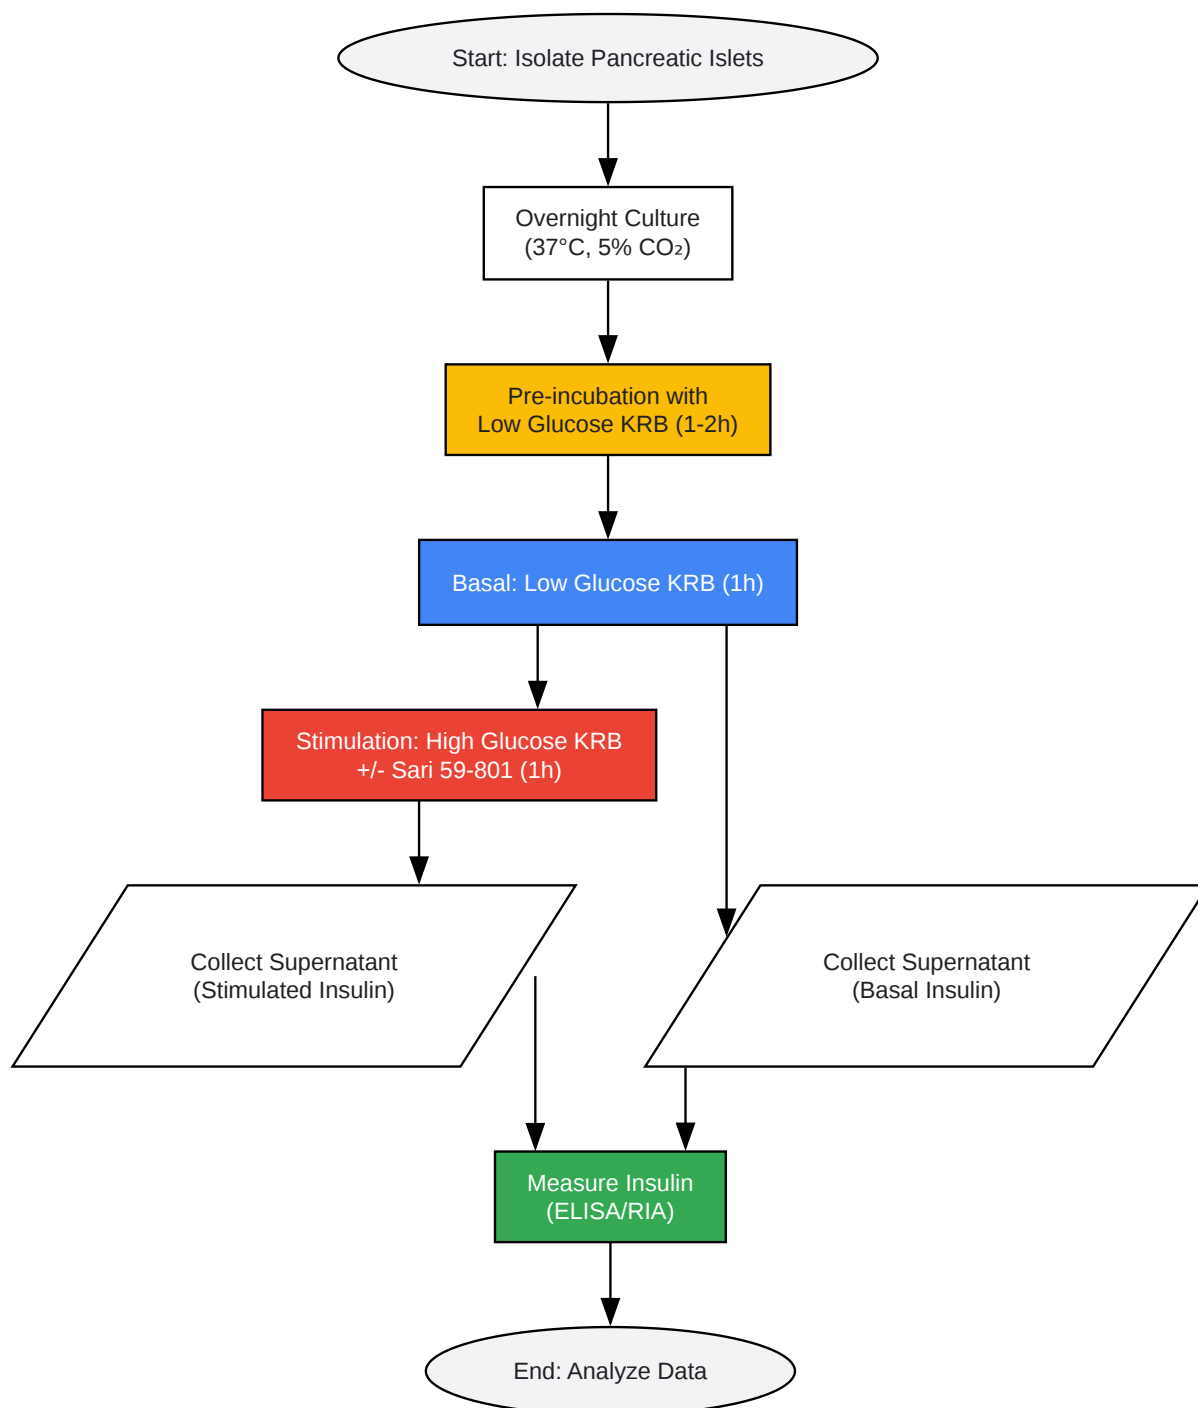 Start: Isolate Pancreatic Islets
Overnight Culture
(37°C, 5% CO₂)
Pre-incubation with
Low Glucose KRB (1-2h)
Basal: Low Glucose KRB (1h)
Stimulation: High Glucose KRB
+/- Sari 59-801 (1h)
Collect Supernatant
(Stimulated Insulin)
Collect Supernatant
(Basal Insulin)
Measure Insulin
(ELISA/RIA)
End: Analyze Data